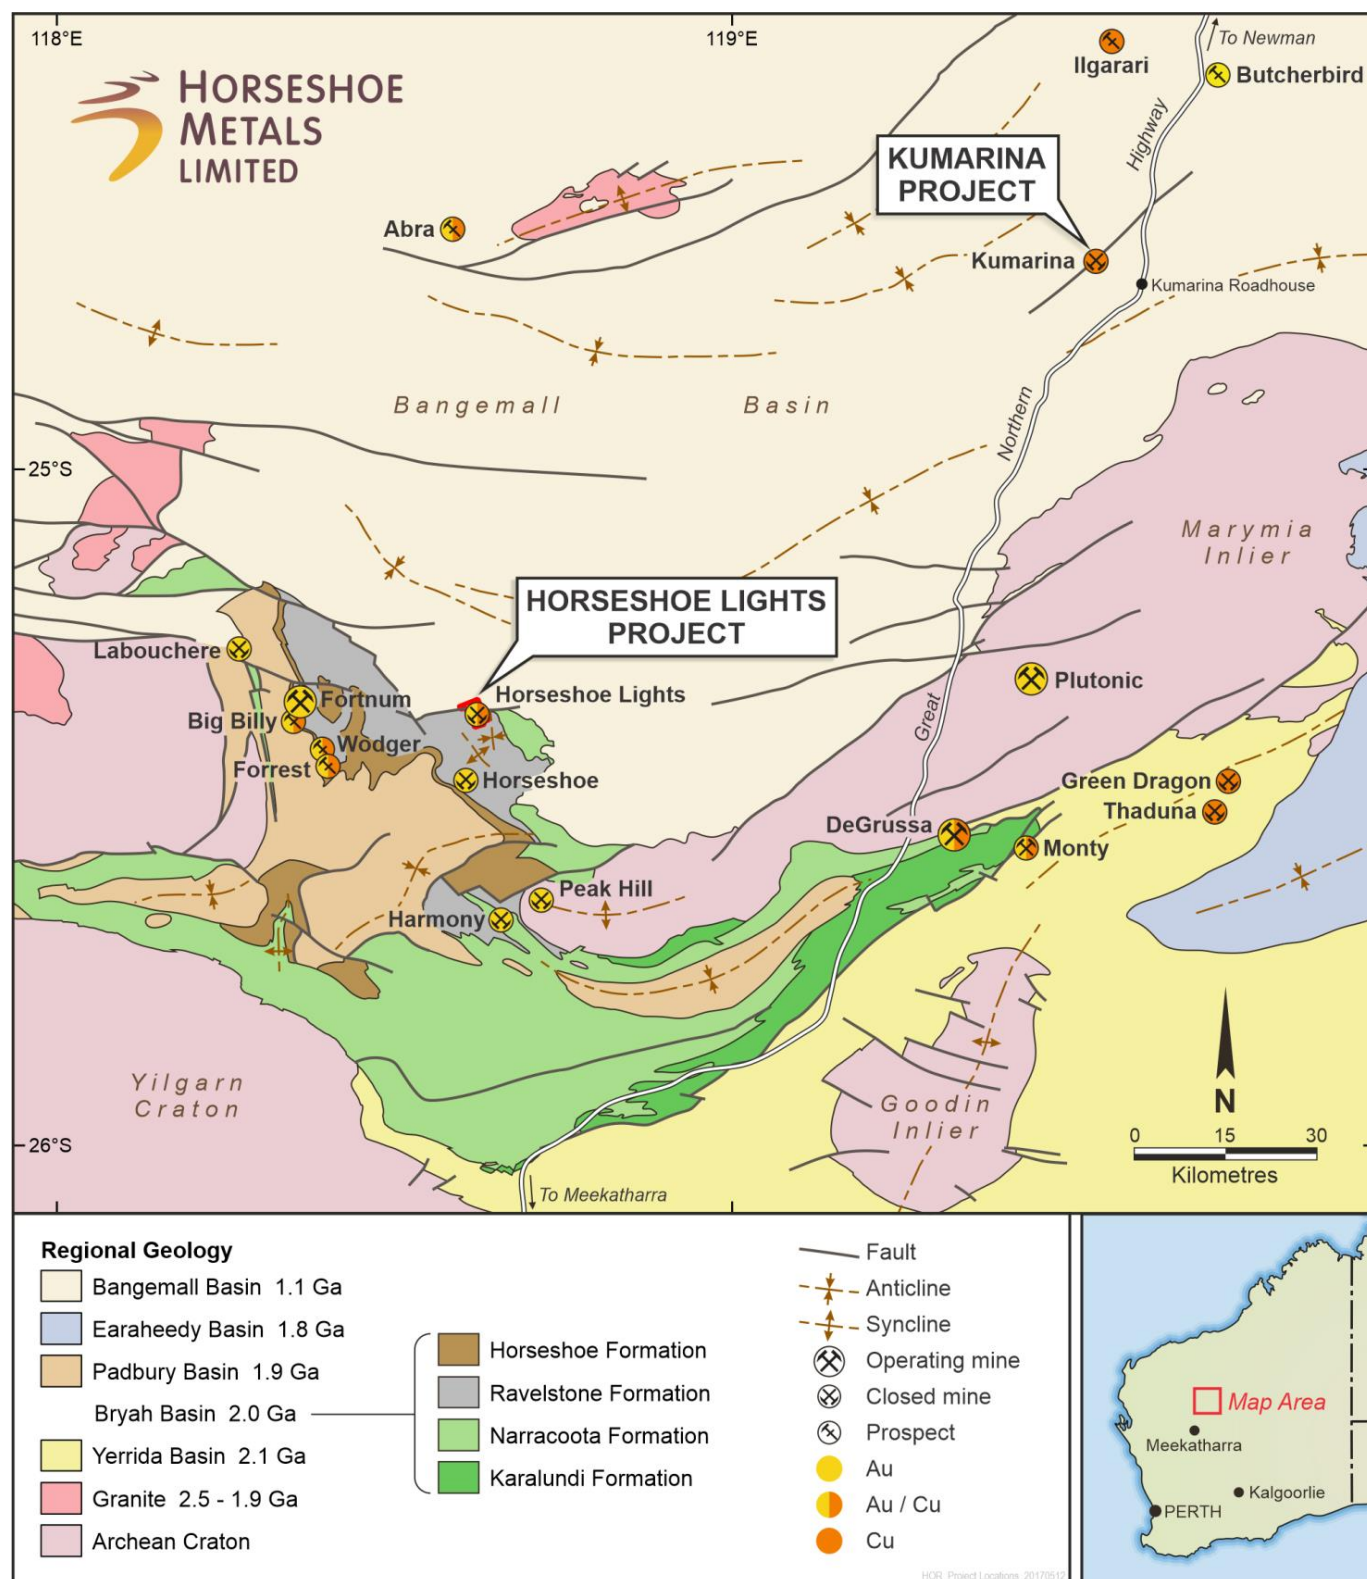 118°E
119°E
To Newman
HORSESHOE
METALS
LIMITED
Ilgarari
Butcherbird
Highway
KUMARINA
PROJECT
Abra
Kumarina
Kumarina Roadhouse
Bangemall Basin
Northern
25°S
Marymia
Inlier
HORSESHOE LIGHTS
PROJECT
Labouchere
Fortnum
Horseshoe Lights
Plutonic
Big Billy
Great
Wodger
Forrest
Horseshoe
Green Dragon
Thaduna
DeGrussa
Monty
Peak Hill
Harmony
Yilgarn
Craton
Goodin
Inlier
N
26°S
0 15 30
Kilometres
To Meekatharra
Regional Geology
Bangemall Basin 1.1 Ga
Earaheedy Basin 1.8 Ga
Padbury Basin 1.9 Ga
Bryah Basin 2.0 Ga
Yerrida Basin 2.1 Ga
Granite 2.5 - 1.9 Ga
Archean Craton
Horseshoe Formation
Ravelstone Formation
Narracoota Formation
Karalundi Formation
Fault
Anticline
Syncline
Operating mine
Closed mine
Prospect
Au
Au / Cu
Cu
HOR_Project Locations_20170512
Map Area
Meekatharra
Kalgoorlie
PERTH